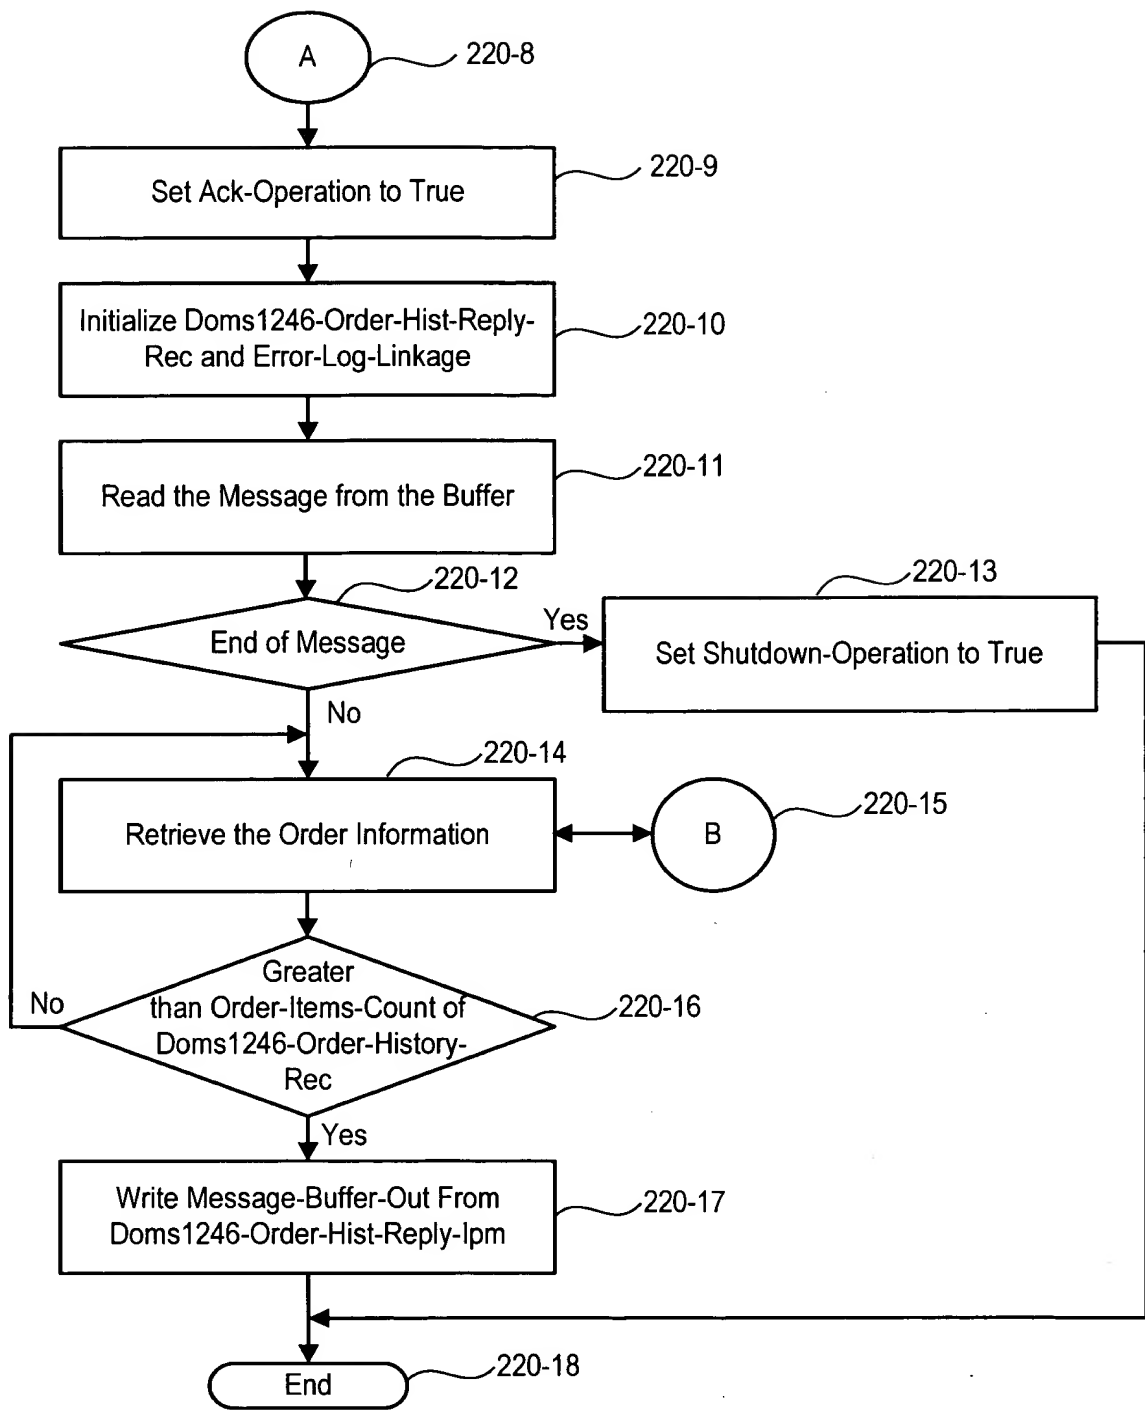 A
220-8
220-9
Set Ack-Operation to True
Initialize Doms1246-Order-Hist-Reply-
Rec and Error-Log-Linkage
220-10
220-11
Read the Message from the Buffer
220-12
End of Message
Yes
220-13
Set Shutdown-Operation to True
No
220-14
Retrieve the Order Information
B
220-15
Greater
than Order-Items-Count of
Doms1246-Order-History-
Rec
No
220-16
Yes
Write Message-Buffer-Out From
Doms1246-Order-Hist-Reply-Ipm
220-17
End
220-18